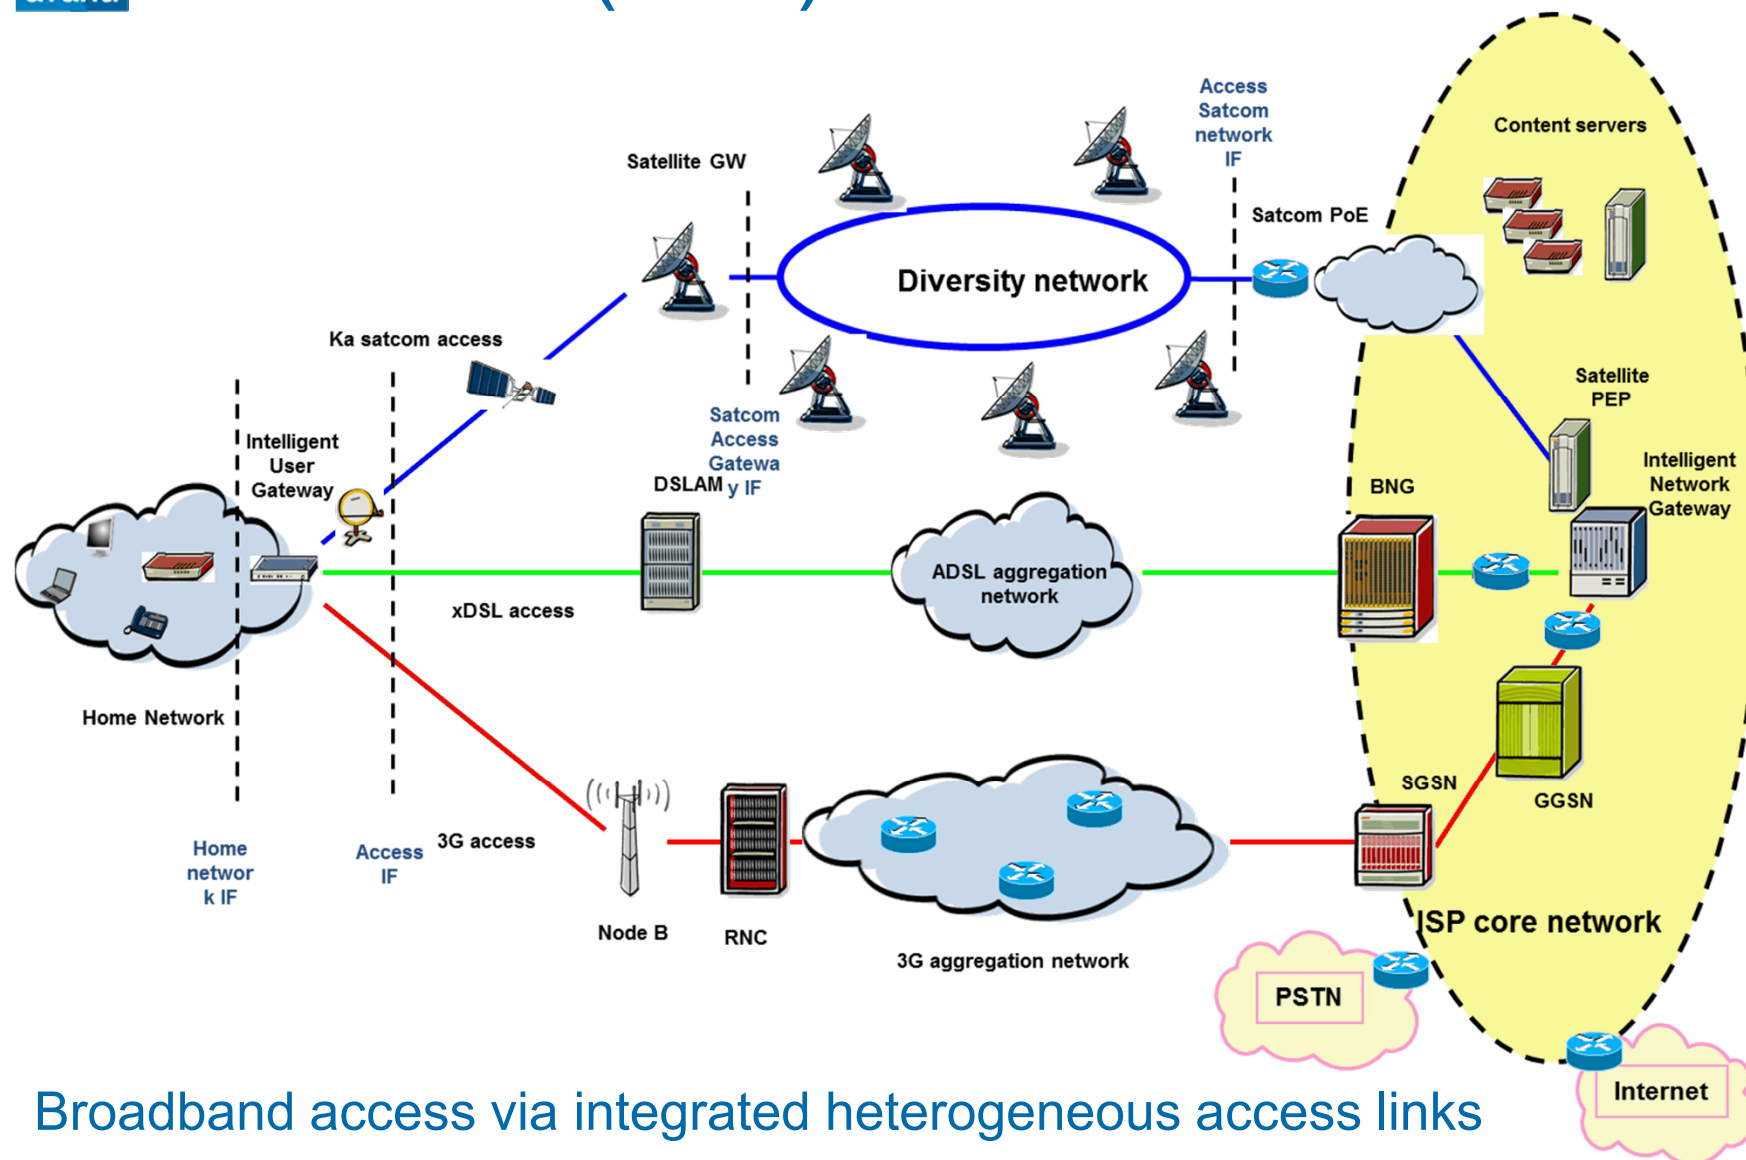 Access
Satcom
network
IF
Content servers
Satellite GW
Satcom PoE
Diversity network
Ka satcom access
Satellite
PEP
Satcom
Access
Gatewa
y IF
Intelligent
User
Gateway
Intelligent
Network
Gateway
DSLAM
BNG
ADSL aggregation
network
xDSL access
Home Network
SGSN
GGSN
3G access
Home
networ
k IF
Access
IF
Node B
RNC
ISP core network
3G aggregation network
PSTN
Internet
Broadband access via integrated heterogeneous access links